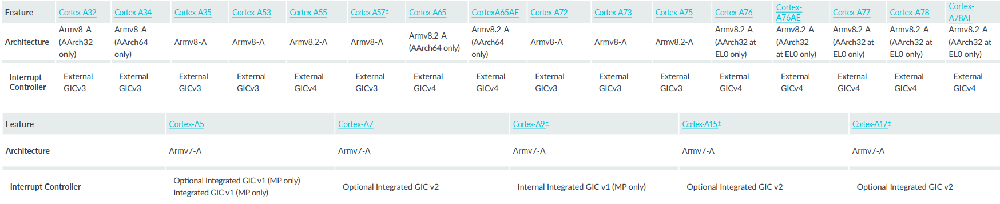 Feature Cortex-A32 Cortex-A34 Cortex-A35 Cortex-A53 Cortex-A55 Cortex-A57‡ Cortex-A65 CortexA65AE Cortex-A72 Cortex-A73 Cortex-A75 Cortex-A76 Cortex- Cortex-A77 Cortex-A78 Cortex-
A76AE A78AE
Armv8-A Armv8-A Armv8.2-A Armv8.2-A Armv8.2-A Armv8.2-A Armv8.2-A Armv8.2-A
Architecture (AArch32 (AArch64 Armv8-A Armv8-A Armv8.2-A Armv8-A Armv8.2-A (AArch64 Armv8-A Armv8-A Armv8.2-A (AArch32 at (AArch32 (AArch32 at (AArch32 at (AArch32 at
only) only) (AArch64 only) only) EL0 only) at EL0 only) EL0 only) EL0 only) EL0 only)
Interrupt External External External External External External External External External External External External External External External External
Controller GICv3 GICv3 GICv3 GICv3 GICv4 GICv3 GICv4 GICv4 GICv3 GICv3 GICv3 GICv4 GICv4 GICv4 GICv4 GICv4
Feature Cortex-A5 Cortex-A7 Cortex-A9‡ Cortex-A15‡ Cortex-A17‡
Architecture Armv7-A Armv7-A Armv7-A Armv7-A Armv7-A
Optional Integrated GIC v1 (MP only)
Interrupt Controller Integrated GIC v1 (MP only) Optional Integrated GIC v2 Internal Integrated GIC v1 (MP only) Optional Integrated GIC v2 Optional Integrated GIC v2